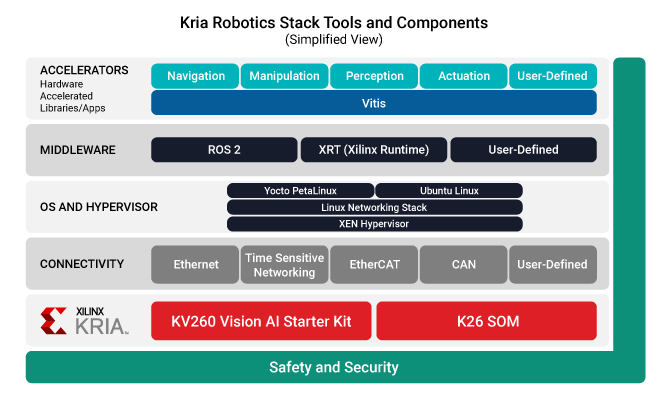 Kria Robotics Stack Tools and Components
(Simplified View)
ACCELERATORS
Hardware
Accelerated
Libraries/Apps
Navigation
Manipulation
Perception
Actuation
User-Defined
Vitis
MIDDLEWARE
ROS 2
XRT (Xilinx Runtime)
User-Defined
OS AND HYPERVISOR
Yocto PetaLinux
Ubuntu Linux
Linux Networking Stack
XEN Hypervisor
CONNECTIVITY
Ethernet
Time Sensitive
Networking
EtherCAT
CAN
User-Defined
XILINX
KRIA™
KV260 Vision AI Starter Kit
K26 SOM
Safety and Security